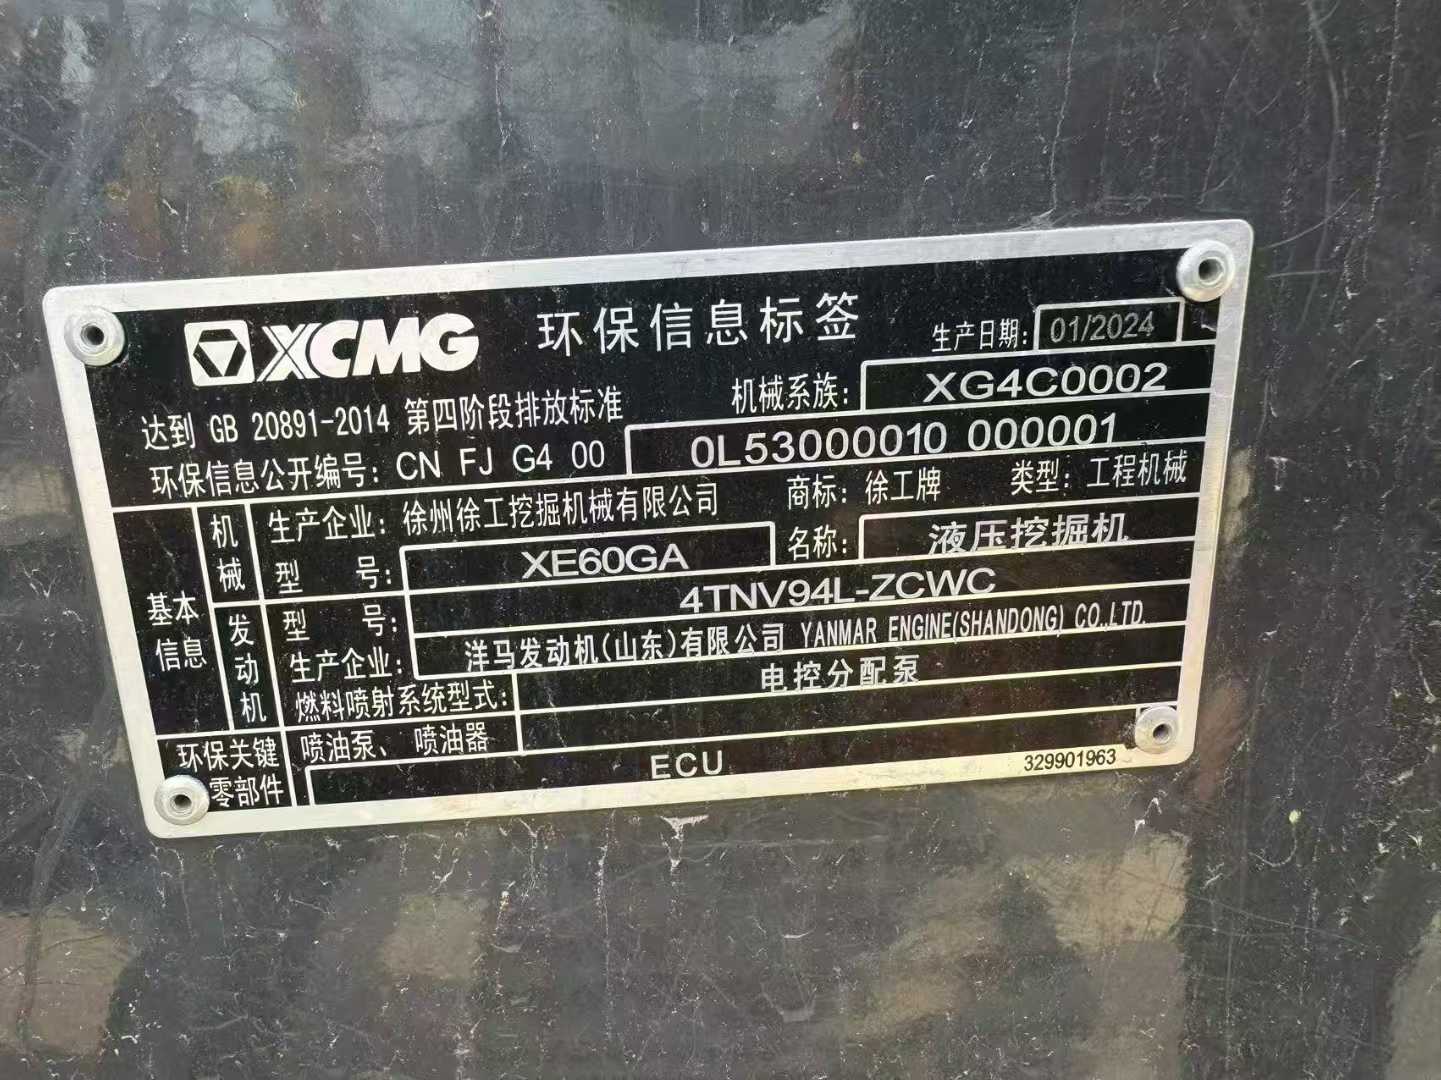 XCMG 环保信息标签 生产日期: 01/2024
达到 GB 20891-2014 第四阶段排放标准 机械系族: XG4C0002
环保信息公开编号: CN FJ G4 00 0L53000010 000001
基本信息
机械
生产企业: 徐州徐工挖掘机械有限公司 商标: 徐工牌 类型: 工程机械
型号: XE60GA 名称: 液压挖掘机
发动机
型号: 4TNV94L-ZCWC
生产企业: 洋马发动机(山东)有限公司 YANMAR ENGINE(SHANDONG) CO.,LTD.
燃料喷射系统型式: 电控分配泵
环保关键零部件
喷油泵、喷油器
ECU
329901963